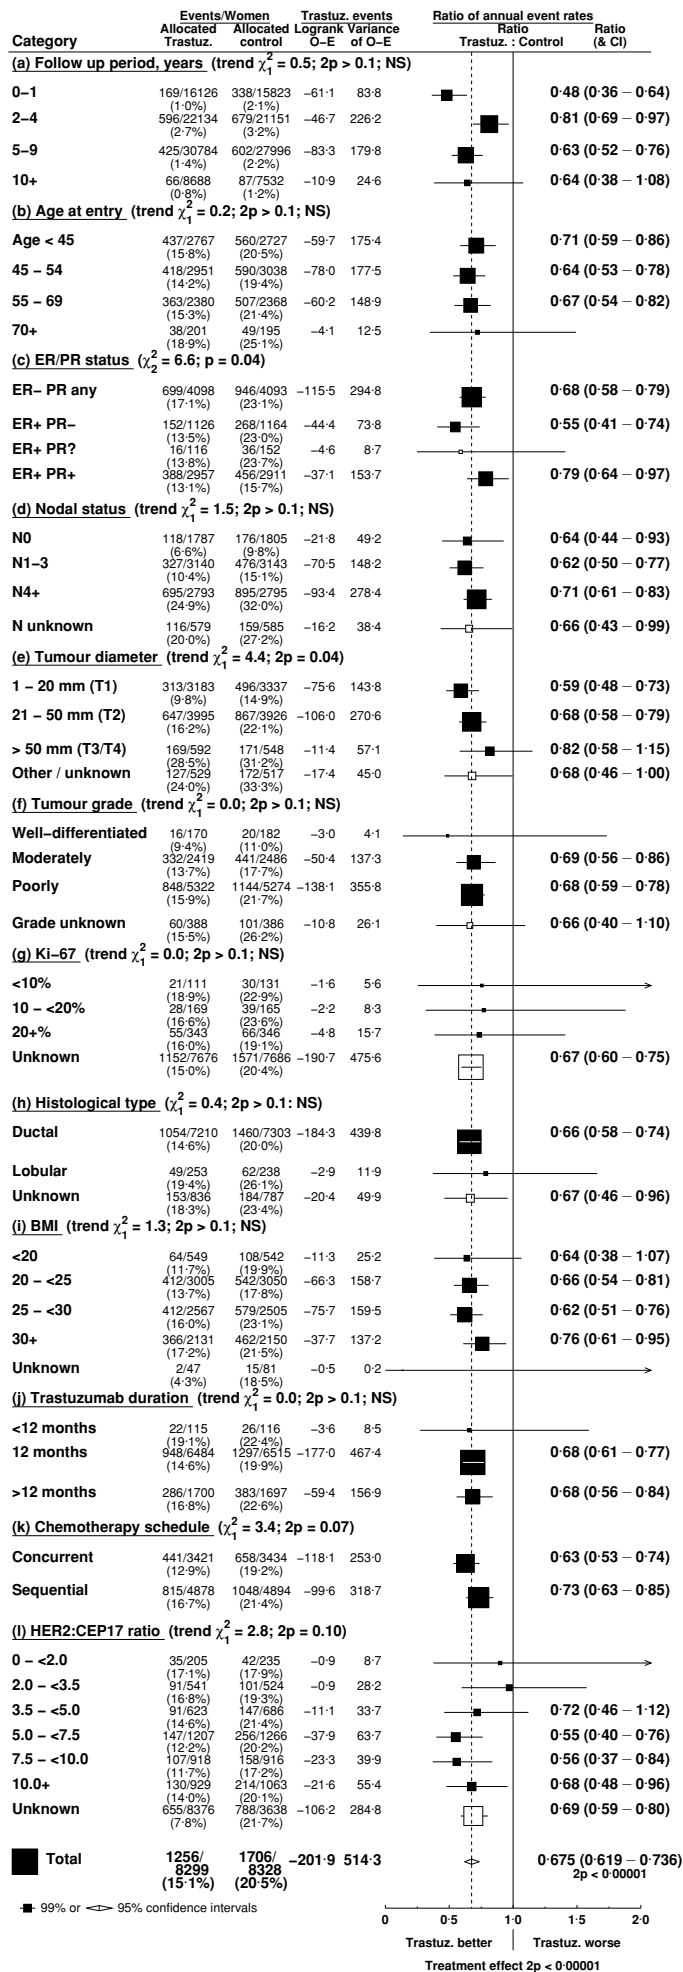 Events/Women Trastuz. events Ratio of annual event rates
Allocated Allocated Logrank Variance Ratio Ratio
Category Trastuz. control O–E of O–E Trastuz. : Control (& CI)
(a) Follow up period, years (trend χ²₁ = 0·5; 2p > 0·1; NS)
0–1 169/16126 338/15823 –61·1 83·8 0·48 (0·36 – 0·64)
(1·0%) (2·1%)
2–4 596/22134 679/21151 –46·7 226·2 0·81 (0·69 – 0·97)
(2·7%) (3·2%)
5–9 425/30784 602/27996 –83·3 179·8 0·63 (0·52 – 0·76)
(1·4%) (2·2%)
10+ 66/8688 87/7532 –10·9 24·6 0·64 (0·38 – 1·08)
(0·8%) (1·2%)
(b) Age at entry (trend χ²₁ = 0·2; 2p > 0·1; NS)
Age < 45 437/2767 560/2727 –59·7 175·4 0·71 (0·59 – 0·86)
(15·8%) (20·5%)
45 – 54 418/2951 590/3038 –78·0 177·5 0·64 (0·53 – 0·78)
(14·2%) (19·4%)
55 – 69 363/2380 507/2368 –60·2 148·9 0·67 (0·54 – 0·82)
(15·3%) (21·4%)
70+ 38/201 49/195 –4·1 12·5
(18·9%) (25·1%)
(c) ER/PR status (χ²₂ = 6·6; p = 0·04)
ER– PR any 699/4098 946/4093 –115·5 294·8 0·68 (0·58 – 0·79)
(17·1%) (23·1%)
ER+ PR– 152/1126 268/1164 –44·4 73·8 0·55 (0·41 – 0·74)
(13·5%) (23·0%)
ER+ PR? 16/116 36/152 –4·6 8·7
(13·8%) (23·7%)
ER+ PR+ 388/2957 456/2911 –37·1 153·7 0·79 (0·64 – 0·97)
(13·1%) (15·7%)
(d) Nodal status (trend χ²₁ = 1·5; 2p > 0·1; NS)
N0 118/1787 176/1805 –21·8 49·2 0·64 (0·44 – 0·93)
(6·6%) (9·8%)
N1–3 327/3140 476/3143 –70·5 148·2 0·62 (0·50 – 0·77)
(10·4%) (15·1%)
N4+ 695/2793 895/2795 –93·4 278·4 0·71 (0·61 – 0·83)
(24·9%) (32·0%)
N unknown 116/579 159/585 –16·2 38·4 0·66 (0·43 – 0·99)
(20·0%) (27·2%)
(e) Tumour diameter (trend χ²₁ = 4·4; 2p = 0·04)
1 – 20 mm (T1) 313/3183 496/3337 –75·6 143·8 0·59 (0·48 – 0·73)
(9·8%) (14·9%)
21 – 50 mm (T2) 647/3995 867/3926 –106·0 270·6 0·68 (0·58 – 0·79)
(16·2%) (22·1%)
> 50 mm (T3/T4) 169/592 171/548 –11·4 57·1 0·82 (0·58 – 1·15)
(28·5%) (31·2%)
Other / unknown 127/529 172/517 –17·4 45·0 0·68 (0·46 – 1·00)
(24·0%) (33·3%)
(f) Tumour grade (trend χ²₁ = 0·0; 2p > 0·1; NS)
Well–differentiated 16/170 20/182 –3·0 4·1
(9·4%) (11·0%)
Moderately 332/2419 441/2486 –50·4 137·3 0·69 (0·56 – 0·86)
(13·7%) (17·7%)
Poorly 848/5322 1144/5274 –138·1 355·8 0·68 (0·59 – 0·78)
(15·9%) (21·7%)
Grade unknown 60/388 101/386 –10·8 26·1 0·66 (0·40 – 1·10)
(15·5%) (26·2%)
(g) Ki–67 (trend χ²₁ = 0·0; 2p > 0·1; NS)
<10% 21/111 30/131 –1·6 5·6
(18·9%) (22·9%)
10 – <20% 28/169 39/165 –2·2 8·3
(16·6%) (23·6%)
20+% 55/343 66/346 –4·8 15·7
(16·0%) (19·1%)
Unknown 1152/7676 1571/7686 –190·7 475·6 0·67 (0·60 – 0·75)
(15·0%) (20·4%)
(h) Histological type (χ²₁ = 0·4; 2p > 0·1: NS)
Ductal 1054/7210 1460/7303 –184·3 439·8 0·66 (0·58 – 0·74)
(14·6%) (20·0%)
Lobular 49/253 62/238 –2·9 11·9
(19·4%) (26·1%)
Unknown 153/836 184/787 –20·4 49·9 0·67 (0·46 – 0·96)
(18·3%) (23·4%)
(i) BMI (trend χ²₁ = 1·3; 2p > 0·1; NS)
<20 64/549 108/542 –11·3 25·2 0·64 (0·38 – 1·07)
(11·7%) (19·9%)
20 – <25 412/3005 542/3050 –66·3 158·7 0·66 (0·54 – 0·81)
(13·7%) (17·8%)
25 – <30 412/2567 579/2505 –75·7 159·5 0·62 (0·51 – 0·76)
(16·0%) (23·1%)
30+ 366/2131 462/2150 –37·7 137·2 0·76 (0·61 – 0·95)
(17·2%) (21·5%)
Unknown 2/47 15/81 –0·5 0·2
(4·3%) (18·5%)
(j) Trastuzumab duration (trend χ²₁ = 0·0; 2p > 0·1; NS)
<12 months 22/115 26/116 –3·6 8·5
(19·1%) (22·4%)
12 months 948/6484 1297/6515 –177·0 467·4 0·68 (0·61 – 0·77)
(14·6%) (19·9%)
>12 months 286/1700 383/1697 –59·4 156·9 0·68 (0·56 – 0·84)
(16·8%) (22·6%)
(k) Chemotherapy schedule (χ²₁ = 3·4; 2p = 0·07)
Concurrent 441/3421 658/3434 –118·1 253·0 0·63 (0·53 – 0·74)
(12·9%) (19·2%)
Sequential 815/4878 1048/4894 –99·6 318·7 0·73 (0·63 – 0·85)
(16·7%) (21·4%)
(l) HER2:CEP17 ratio (trend χ²₁ = 2·8; 2p = 0·10)
0 – <2.0 35/205 42/235 –0·9 8·7
(17·1%) (17·9%)
2.0 – <3.5 91/541 101/524 –0·9 28·2
(16·8%) (19·3%)
3.5 – <5.0 91/623 147/686 –11·1 33·7 0·72 (0·46 – 1·12)
(14·6%) (21·4%)
5.0 – <7.5 147/1207 256/1266 –37·9 63·7 0·55 (0·40 – 0·76)
(12·2%) (20·2%)
7.5 – <10.0 107/918 158/916 –23·3 39·9 0·56 (0·37 – 0·84)
(11·7%) (17·2%)
10.0+ 130/929 214/1063 –21·6 55·4 0·68 (0·48 – 0·96)
(14·0%) (20·1%)
Unknown 655/8376 788/3638 –106·2 284·8 0·69 (0·59 – 0·80)
(7·8%) (21·7%)
Total 1256/ 1706/ –201·9 514·3 0·675 (0·619 – 0·736)
8299 8328 2p < 0·00001
(15·1%) (20·5%)
99% or 95% confidence intervals
0 0·5 1·0 1·5 2·0
Trastuz. better Trastuz. worse
Treatment effect 2p < 0·00001